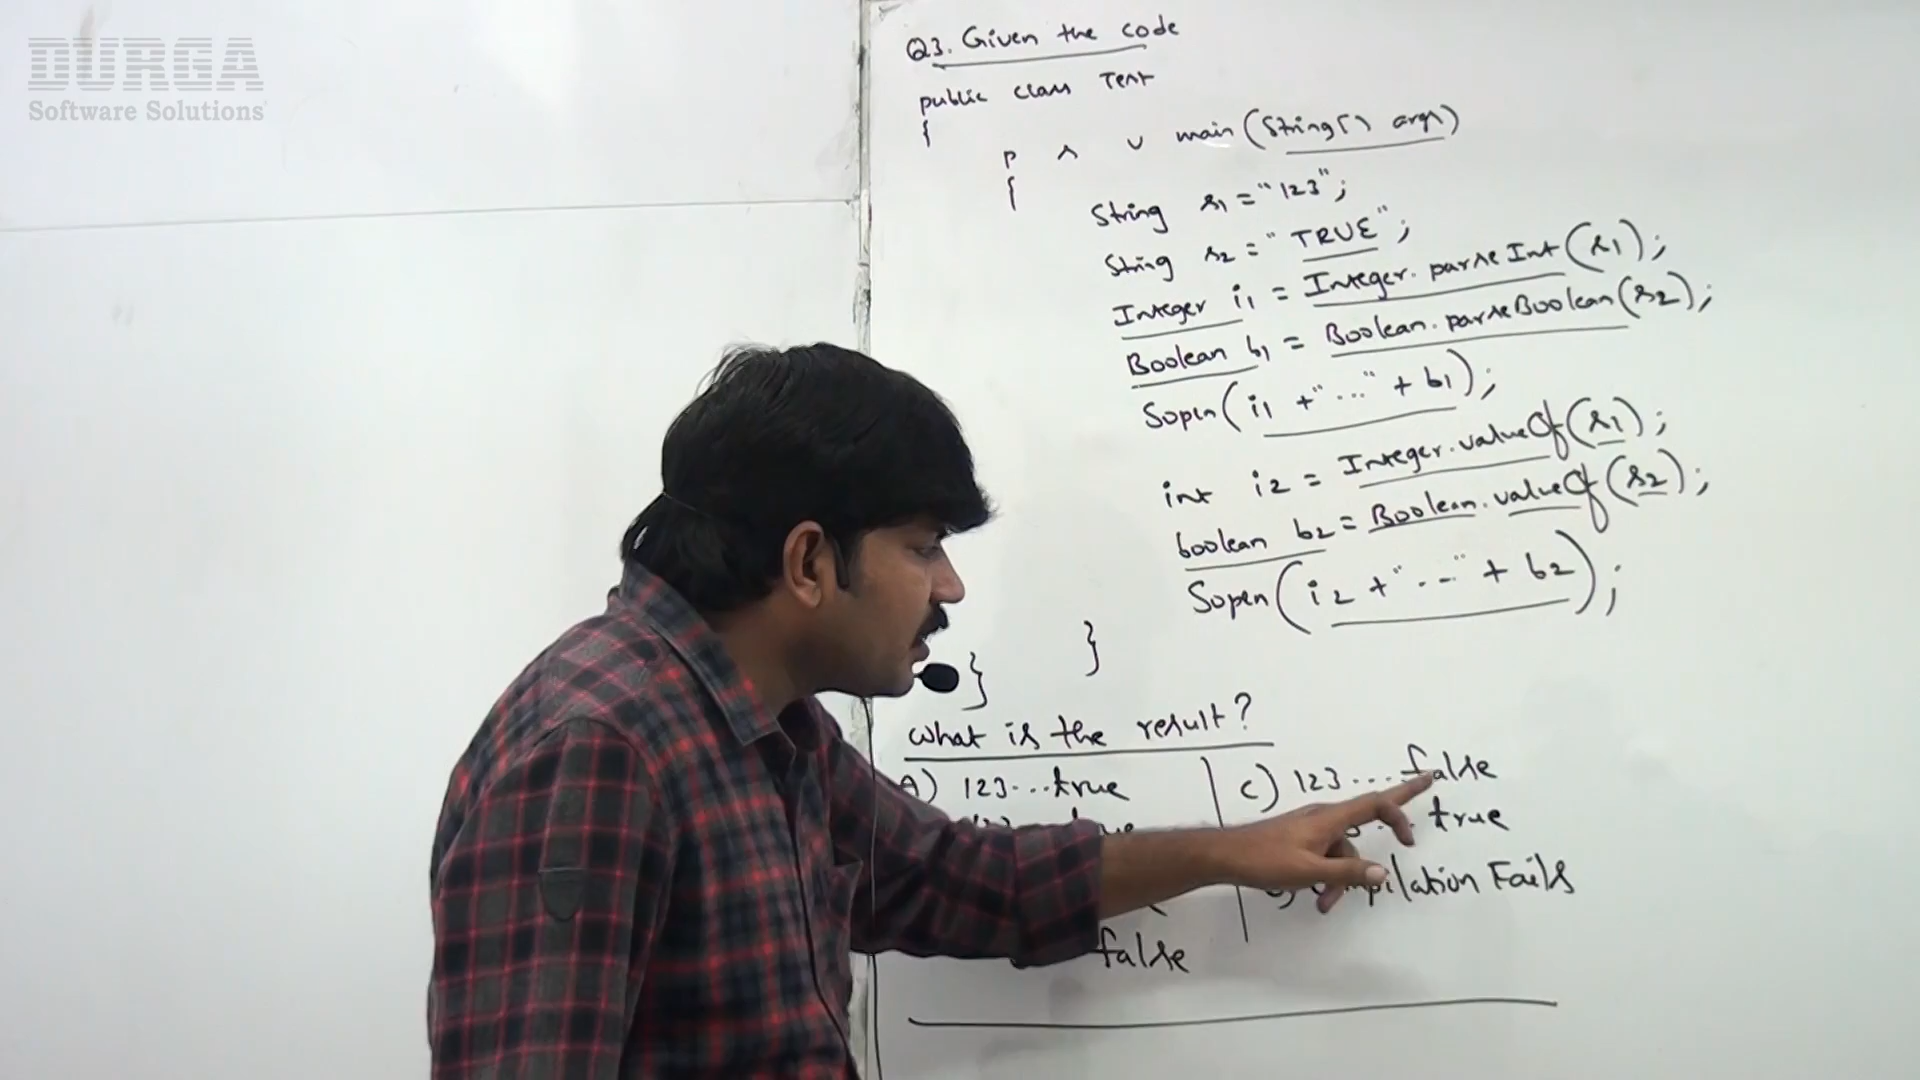 DURGA
Software Solutions
Q3. Given the code
public class Test
{
p s v main(String[] args)
{
String s1 = "123";
String s2 = "TRUE";
Integer i1 = Integer.parseInt(s1);
Boolean b1 = Boolean.parseBoolean(s2);
Sopln(i1 + "..." + b1);
int i2 = Integer.valueOf(s1);
boolean b2 = Boolean.valueOf(s2);
Sopln(i2 + "..." + b2);
}
}
What is the result?
A) 123...true
C) 123...false
true
Compilation Fails
false